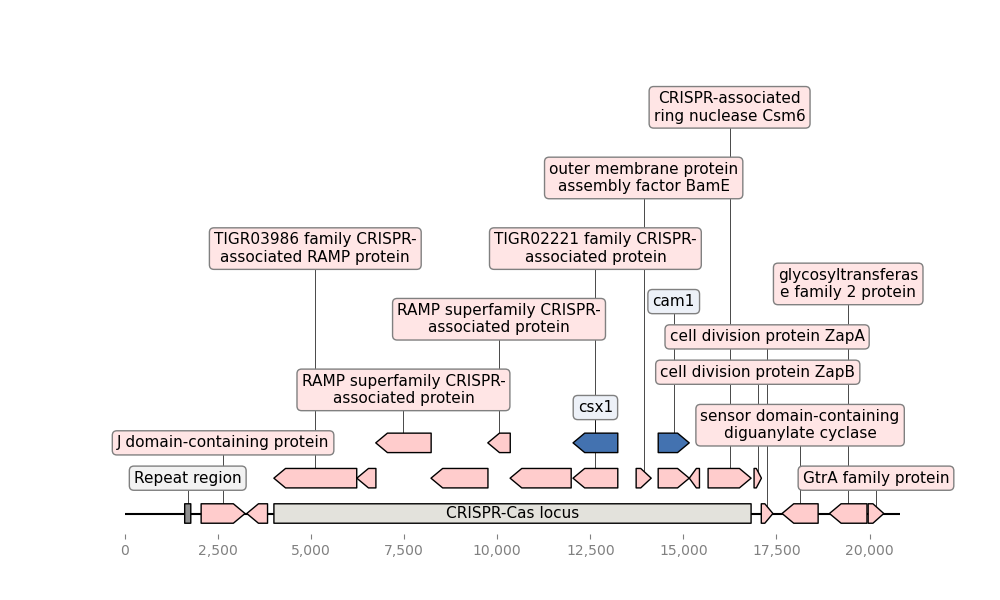 CRISPR-associated
ring nuclease Csm6
outer membrane protein
assembly factor BamE
TIGR03986 family CRISPR-
associated RAMP protein
TIGR02221 family CRISPR-
associated protein
glycosyltransferas
e family 2 protein
cam1
RAMP superfamily CRISPR-
associated protein
cell division protein ZapA
cell division protein ZapB
RAMP superfamily CRISPR-
associated protein
csx1
sensor domain-containing
diguanylate cyclase
J domain-containing protein
Repeat region
GtrA family protein
CRISPR-Cas locus
0 2,500 5,000 7,500 10,000 12,500 15,000 17,500 20,000